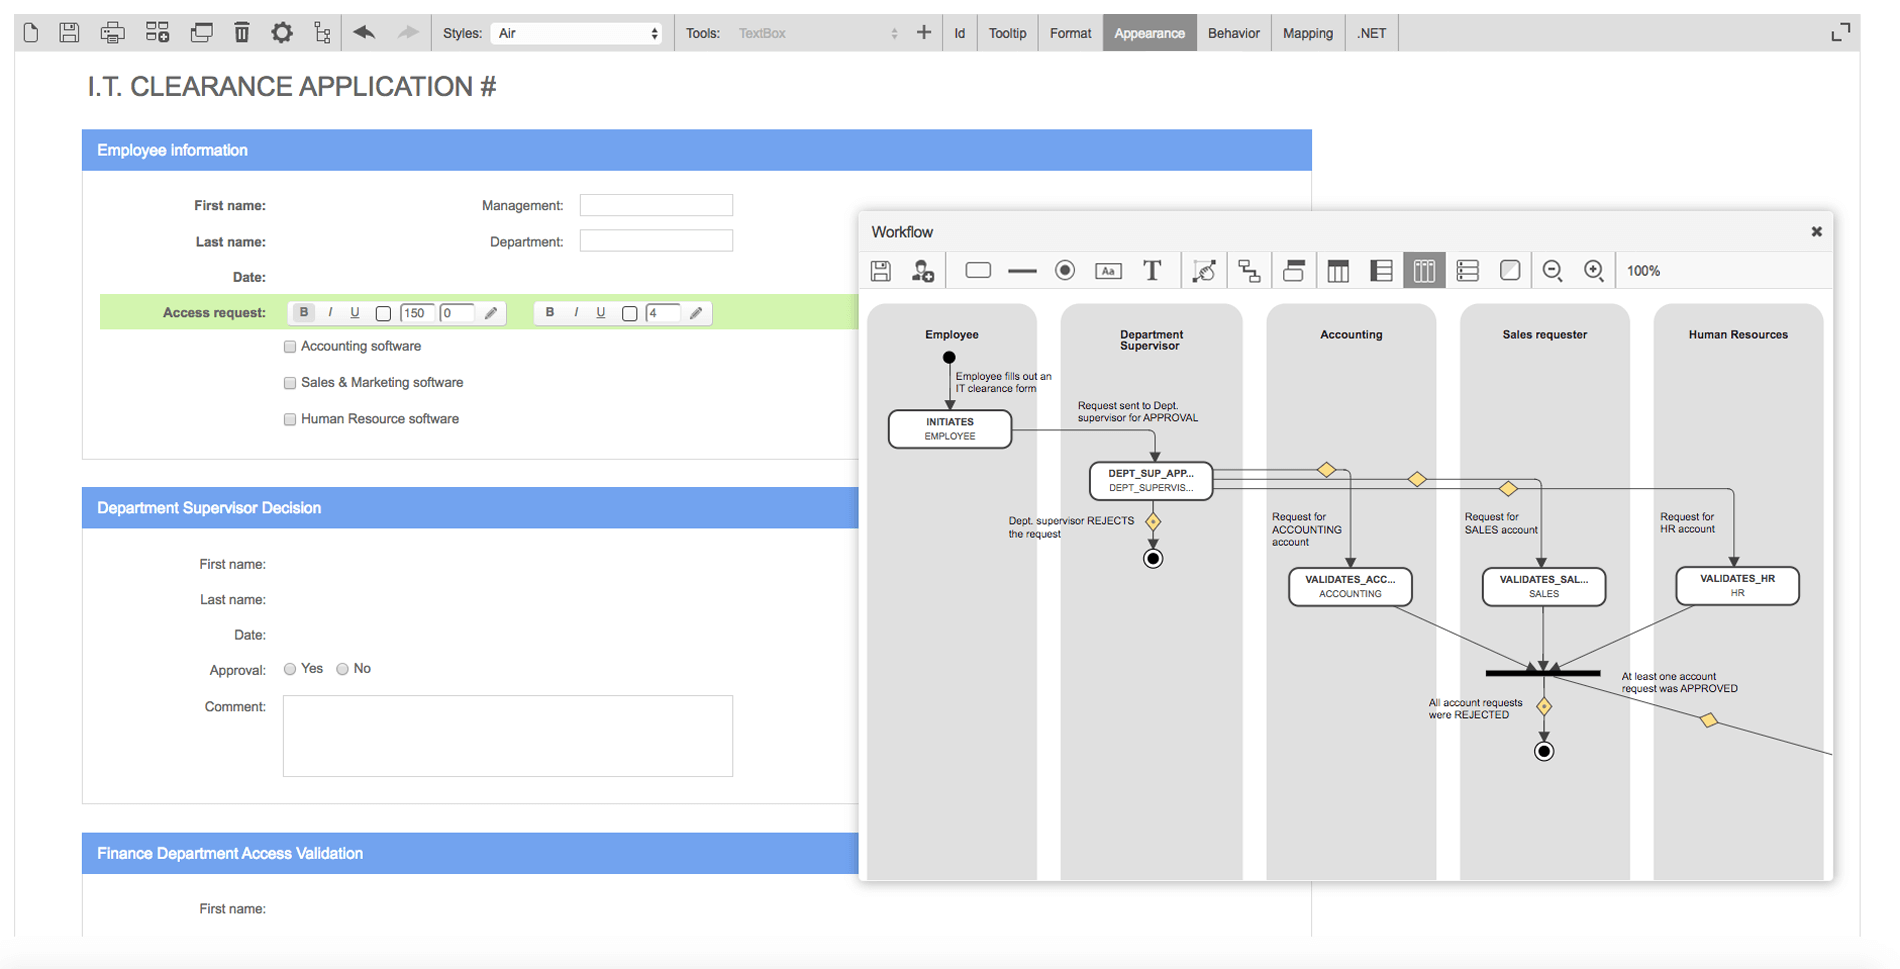 Styles: Air Tools: TextBox Id Tooltip Format Appearance Behavior Mapping .NET
I.T. CLEARANCE APPLICATION #
Employee information
First name:
Management:
Last name:
Department:
Date:
Access request: B I U 150 0 B I U 4
Accounting software
Sales & Marketing software
Human Resource software
Department Supervisor Decision
First name:
Last name:
Date:
Approval: Yes No
Comment:
Finance Department Access Validation
First name:
Workflow
Aa T 100%
Employee
Department
Supervisor
Accounting
Sales requester
Human Resources
Employee fills out an
IT clearance form
INITIATES
EMPLOYEE
Request sent to Dept.
supervisor for APPROVAL
DEPT_SUP_APP...
DEPT_SUPERVIS...
Dept. supervisor REJECTS
the request
Request for
ACCOUNTING
account
Request for
SALES account
Request for
HR account
VALIDATES_ACC...
ACCOUNTING
VALIDATES_SAL...
SALES
VALIDATES_HR
HR
All account requests
were REJECTED
At least one account
request was APPROVED